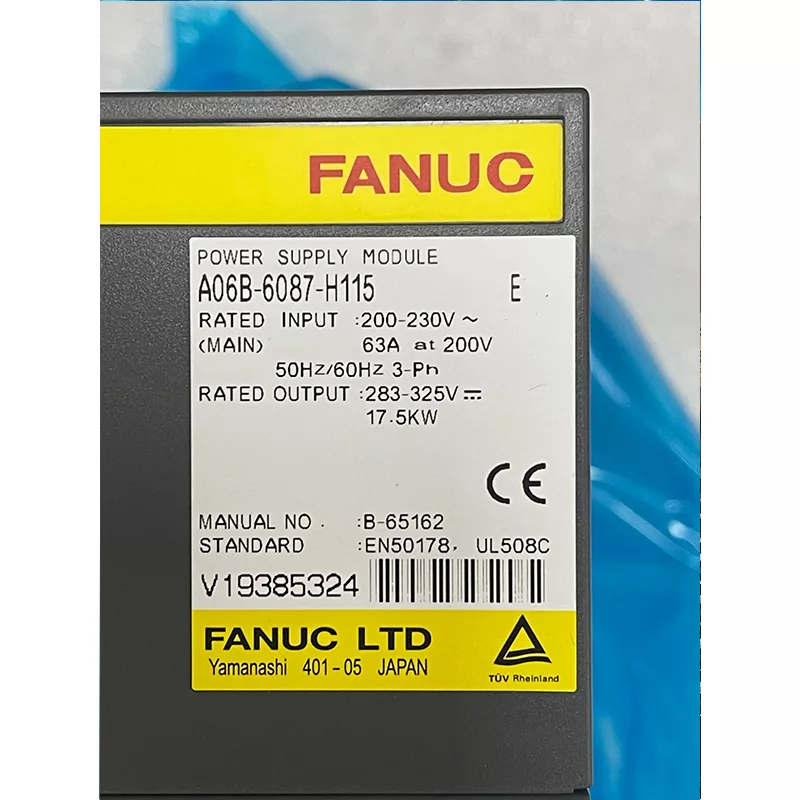 FANUC
POWER SUPPLY MODULE
A06B-6087-H115 E
RATED INPUT :200-230V ~
(MAIN) 63A at 200V
50Hz/60Hz 3-Ph
RATED OUTPUT :283-325V ⎓
17.5KW
CE
MANUAL NO. :B-65162
STANDARD :EN50178, UL508C
V19385324
FANUC LTD
Yamanashi 401-05 JAPAN
TÜV Rheinland